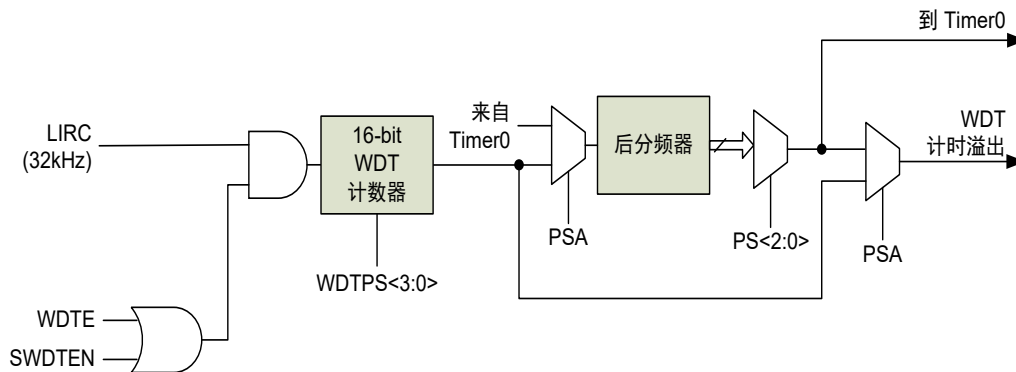 到 Timer0
LIRC
(32kHz)
16-bit
WDT
计数器
来自
Timer0
后分频器
WDT
计时溢出
PSA
PS<2:0>
PSA
WDTPS<3:0>
WDTE
SWDTEN